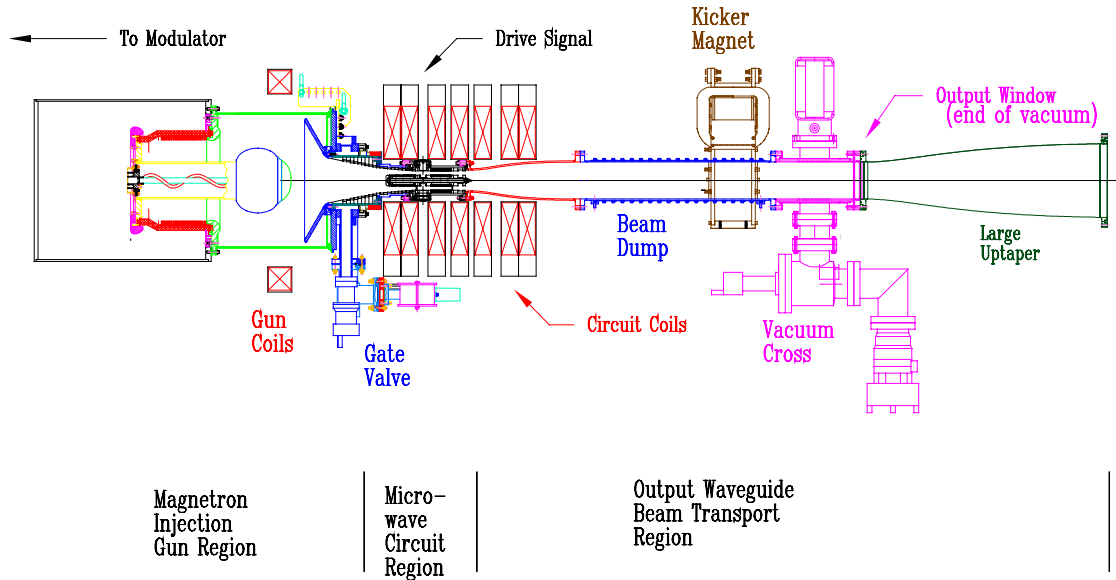 To Modulator
Drive Signal
Kicker
Magnet
Output Window
(end of vacuum)
Beam
Dump
Large
Uptaper
Gun
Coils
Circuit Coils
Vacuum
Cross
Gate
Valve
Magnetron
Injection
Gun Region
Micro-
wave
Circuit
Region
Output Waveguide
Beam Transport
Region